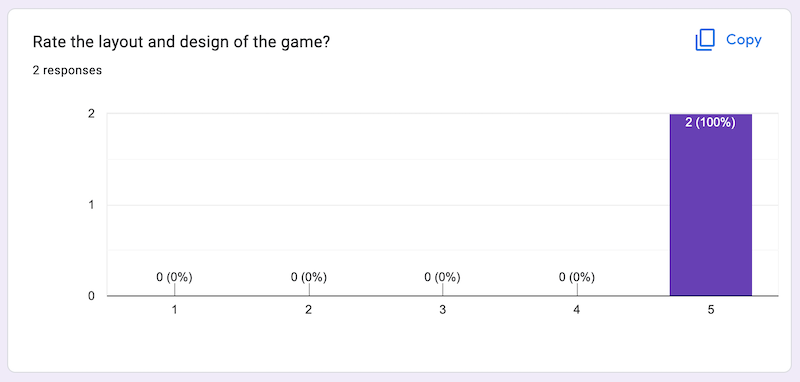 Rate the layout and design of the game?
Copy
2 responses
2
2 (100%)
1
0 (0%) 0 (0%) 0 (0%) 0 (0%)
0
1 2 3 4 5